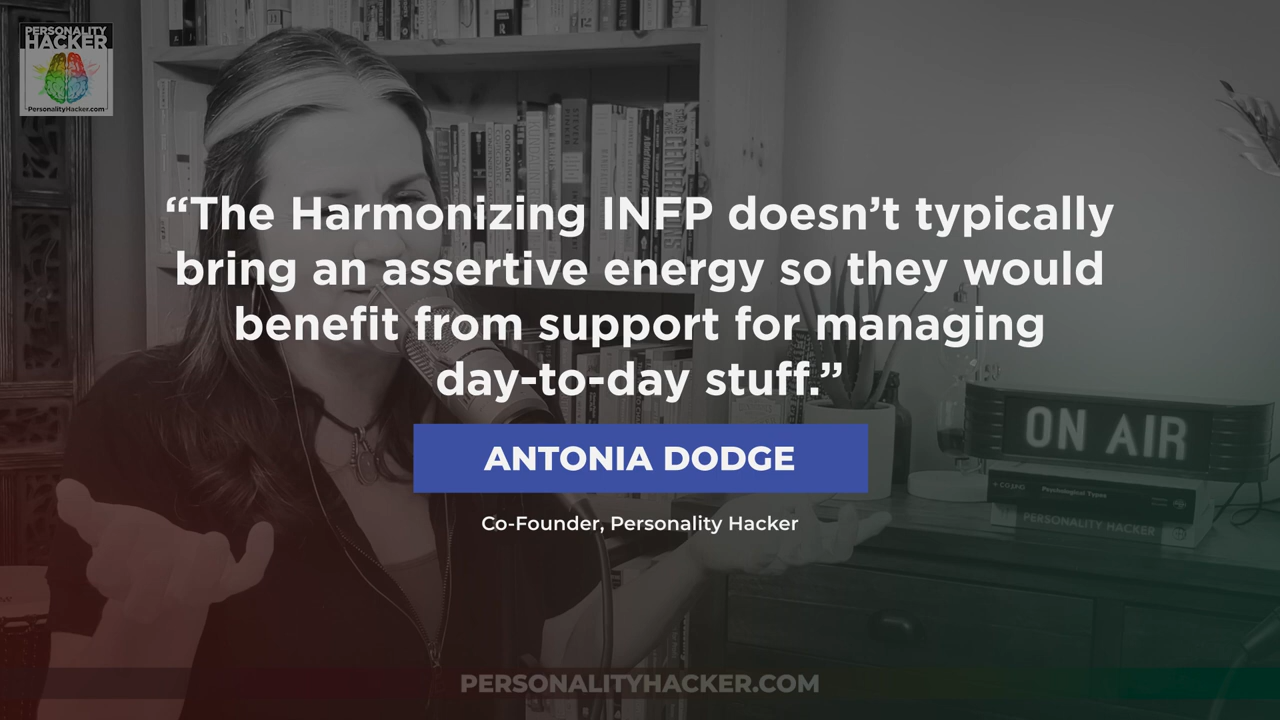 PERSONALITY
HACKER
PersonalityHacker.com
“The Harmonizing INFP doesn’t typically
bring an assertive energy so they would
benefit from support for managing
day-to-day stuff.”
ANTONIA DODGE
Co-Founder, Personality Hacker
ON AIR
C.G. JUNG Psychological Types
PERSONALITY HACKER
PERSONALITYHACKER.COM